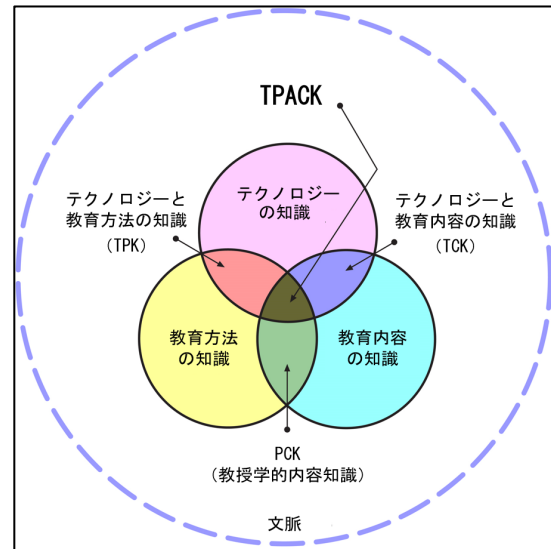 TPACK
テクノロジーと
教育方法の知識
（TPK）
テクノロジー
の知識
テクノロジーと
教育内容の知識
（TCK）
教育方法
の知識
教育内容
の知識
PCK
（教授学的内容知識）
文脈